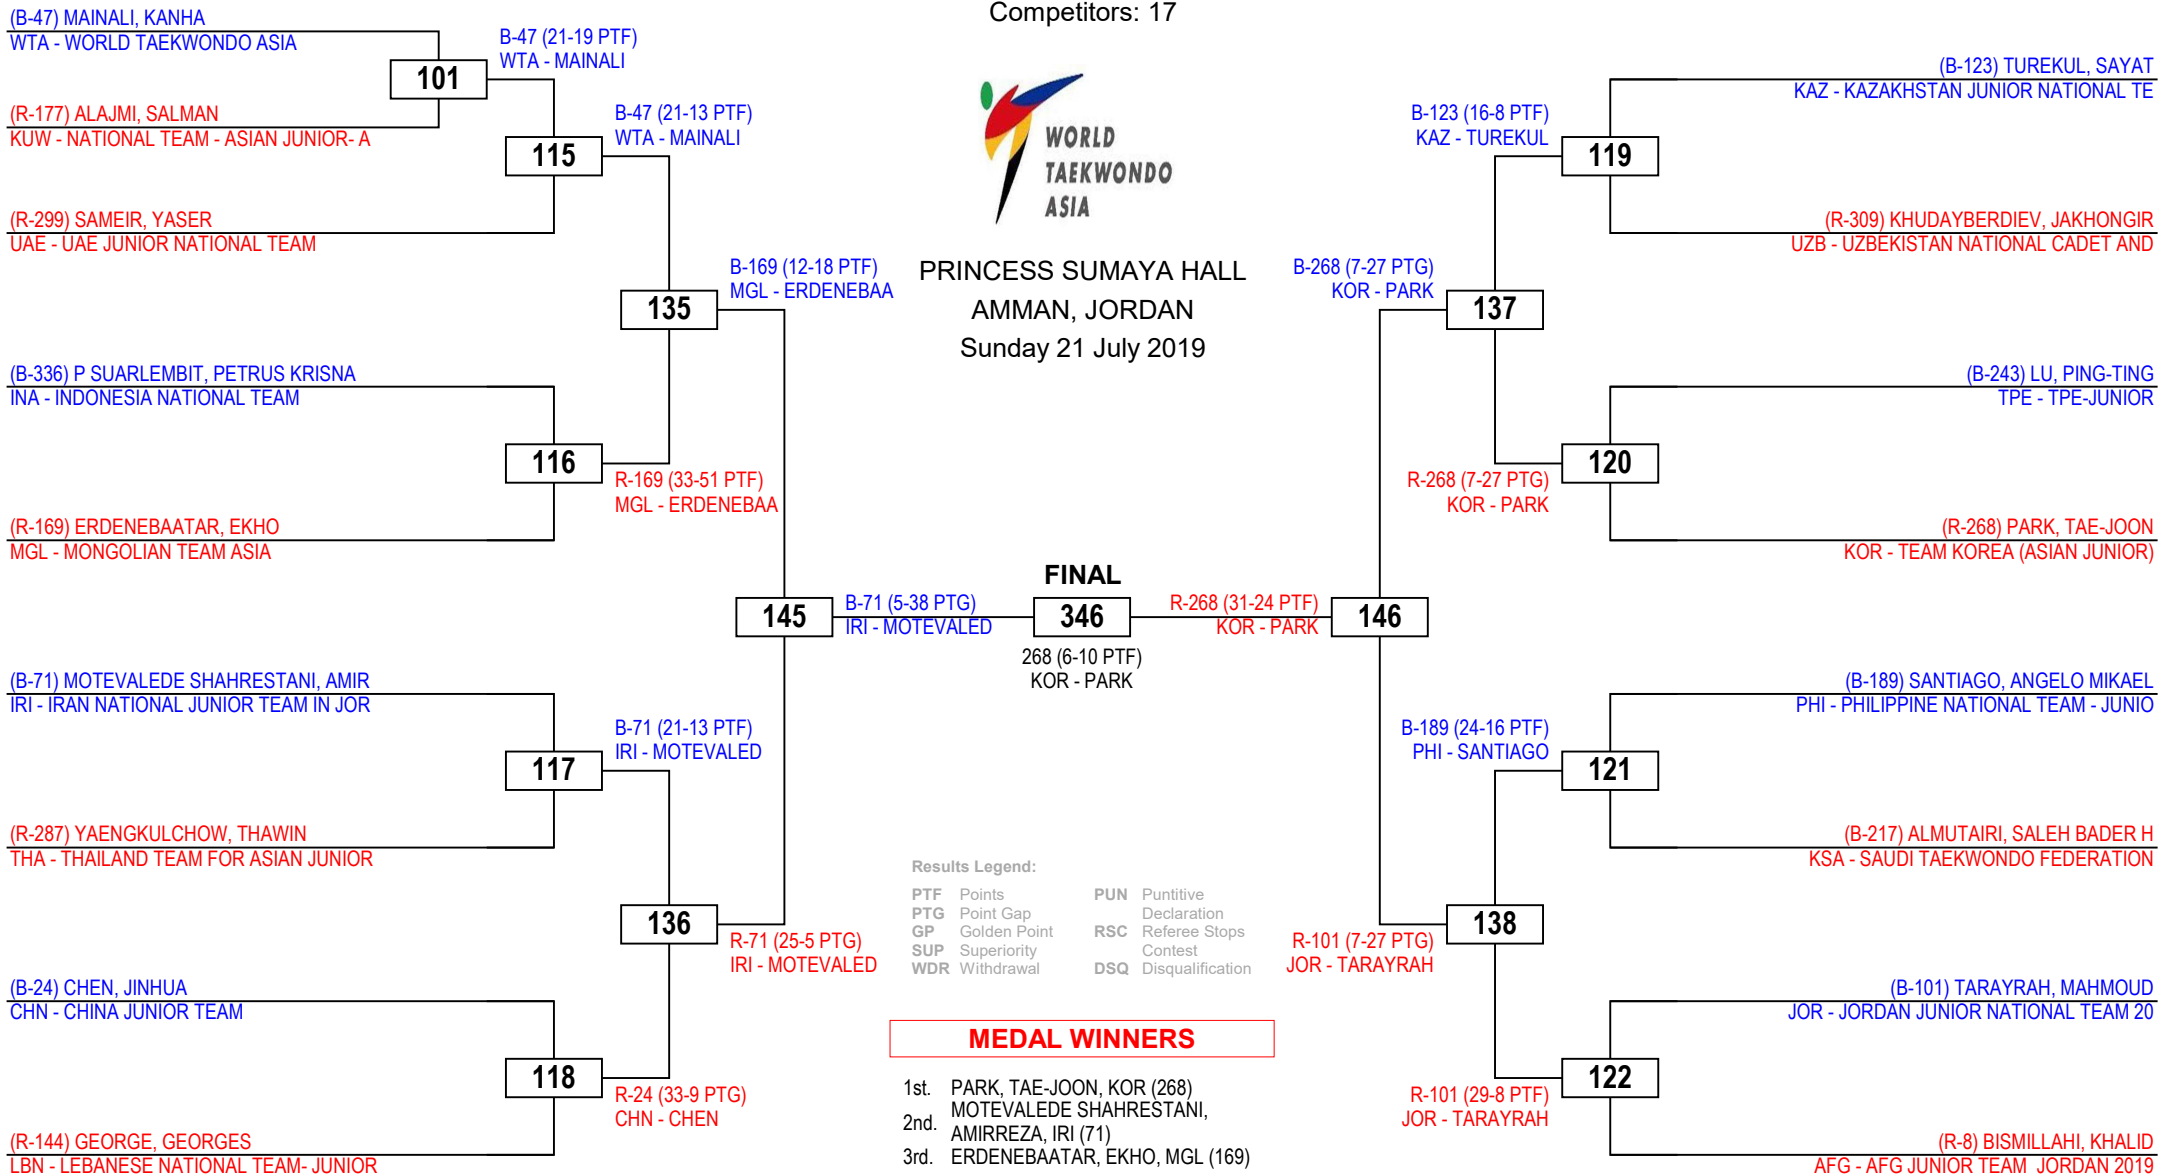 Competitors: 17
WORLD
TAEKWONDO
ASIA
PRINCESS SUMAYA HALL
AMMAN, JORDAN
Sunday 21 July 2019
(B-47) MAINALI, KANHA
WTA - WORLD TAEKWONDO ASIA
101
(R-177) ALAJMI, SALMAN
KUW - NATIONAL TEAM - ASIAN JUNIOR- A
B-47 (21-19 PTF)
WTA - MAINALI
115
(R-299) SAMEIR, YASER
UAE - UAE JUNIOR NATIONAL TEAM
B-47 (21-13 PTF)
WTA - MAINALI
135
B-169 (12-18 PTF)
MGL - ERDENEBAA
(B-336) P SUARLEMBIT, PETRUS KRISNA
INA - INDONESIA NATIONAL TEAM
116
R-169 (33-51 PTF)
MGL - ERDENEBAA
(R-169) ERDENEBAATAR, EKHO
MGL - MONGOLIAN TEAM ASIA
145
B-71 (5-38 PTG)
IRI - MOTEVALED
(B-71) MOTEVALEDE SHAHRESTANI, AMIR
IRI - IRAN NATIONAL JUNIOR TEAM IN JOR
117
B-71 (21-13 PTF)
IRI - MOTEVALED
(R-287) YAENGKULCHOW, THAWIN
THA - THAILAND TEAM FOR ASIAN JUNIOR
136
R-71 (25-5 PTG)
IRI - MOTEVALED
(B-24) CHEN, JINHUA
CHN - CHINA JUNIOR TEAM
118
R-24 (33-9 PTG)
CHN - CHEN
(R-144) GEORGE, GEORGES
LBN - LEBANESE NATIONAL TEAM- JUNIOR
FINAL
346
268 (6-10 PTF)
KOR - PARK
(B-123) TUREKUL, SAYAT
KAZ - KAZAKHSTAN JUNIOR NATIONAL TE
B-123 (16-8 PTF)
KAZ - TUREKUL
119
(R-309) KHUDAYBERDIEV, JAKHONGIR
UZB - UZBEKISTAN NATIONAL CADET AND
B-268 (7-27 PTG)
KOR - PARK
137
(B-243) LU, PING-TING
TPE - TPE-JUNIOR
120
R-268 (7-27 PTG)
KOR - PARK
(R-268) PARK, TAE-JOON
KOR - TEAM KOREA (ASIAN JUNIOR)
R-268 (31-24 PTF)
KOR - PARK
146
(B-189) SANTIAGO, ANGELO MIKAEL
PHI - PHILIPPINE NATIONAL TEAM - JUNIO
B-189 (24-16 PTF)
PHI - SANTIAGO
121
(B-217) ALMUTAIRI, SALEH BADER H
KSA - SAUDI TAEKWONDO FEDERATION
138
R-101 (7-27 PTG)
JOR - TARAYRAH
(B-101) TARAYRAH, MAHMOUD
JOR - JORDAN JUNIOR NATIONAL TEAM 20
122
R-101 (29-8 PTF)
JOR - TARAYRAH
(R-8) BISMILLAHI, KHALID
AFG - AFG JUNIOR TEAM JORDAN 2019
Results Legend:
PTF Points
PTG Point Gap
GP Golden Point
SUP Superiority
WDR Withdrawal
PUN Puntitive
Declaration
RSC Referee Stops
Contest
DSQ Disqualification
MEDAL WINNERS
1st. PARK, TAE-JOON, KOR (268)
2nd. MOTEVALEDE SHAHRESTANI,
AMIRREZA, IRI (71)
3rd. ERDENEBAATAR, EKHO, MGL (169)